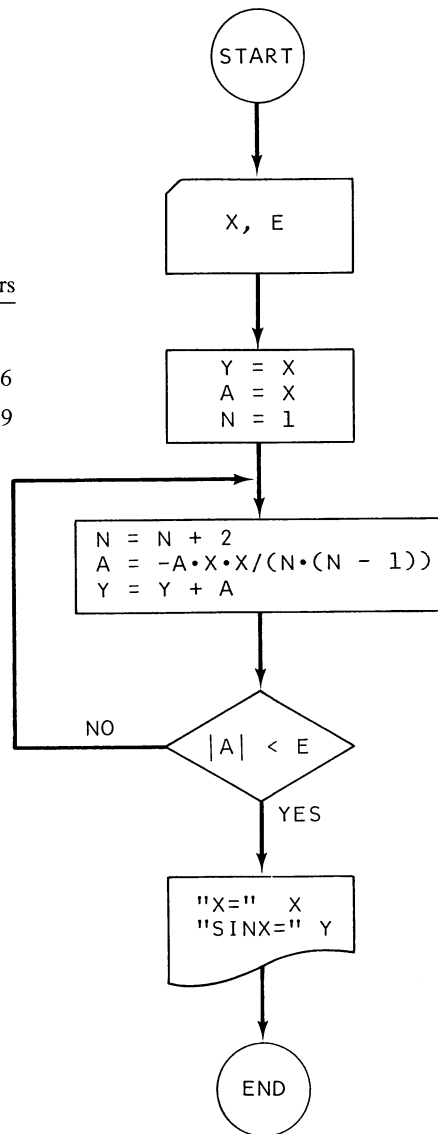 START
X, E
rs
6
9
Y = X
A = X
N = 1
N = N + 2
A = -A•X•X/(N•(N - 1))
Y = Y + A
|A| < E
NO
YES
"X=" X
"SINX=" Y
END